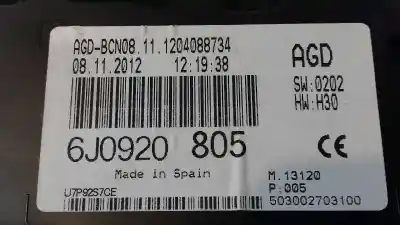 AGD-BCN08.11.1204088734
08.11.2012 12:19:38
AGD
SW:0202
HW:H30
6J0920 805
CE
Made in Spain
U7P92S7CE
M.13120
P:005
503002703100